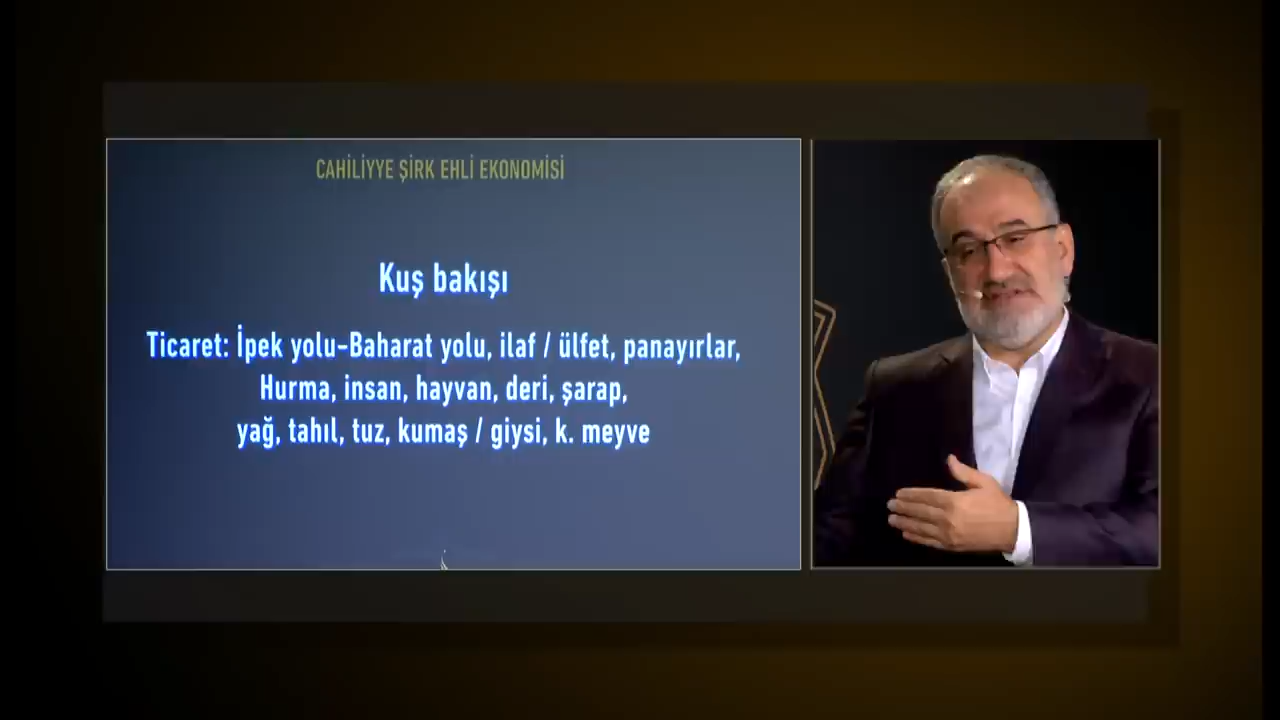 CAHİLİYYE ŞİRK EHLİ EKONOMİSİ
Kuş bakışı
Ticaret: İpek yolu-Baharat yolu, ilaf / ülfet, panayırlar,
Hurma, insan, hayvan, deri, şarap,
yağ, tahıl, tuz, kumaş / giysi, k. meyve